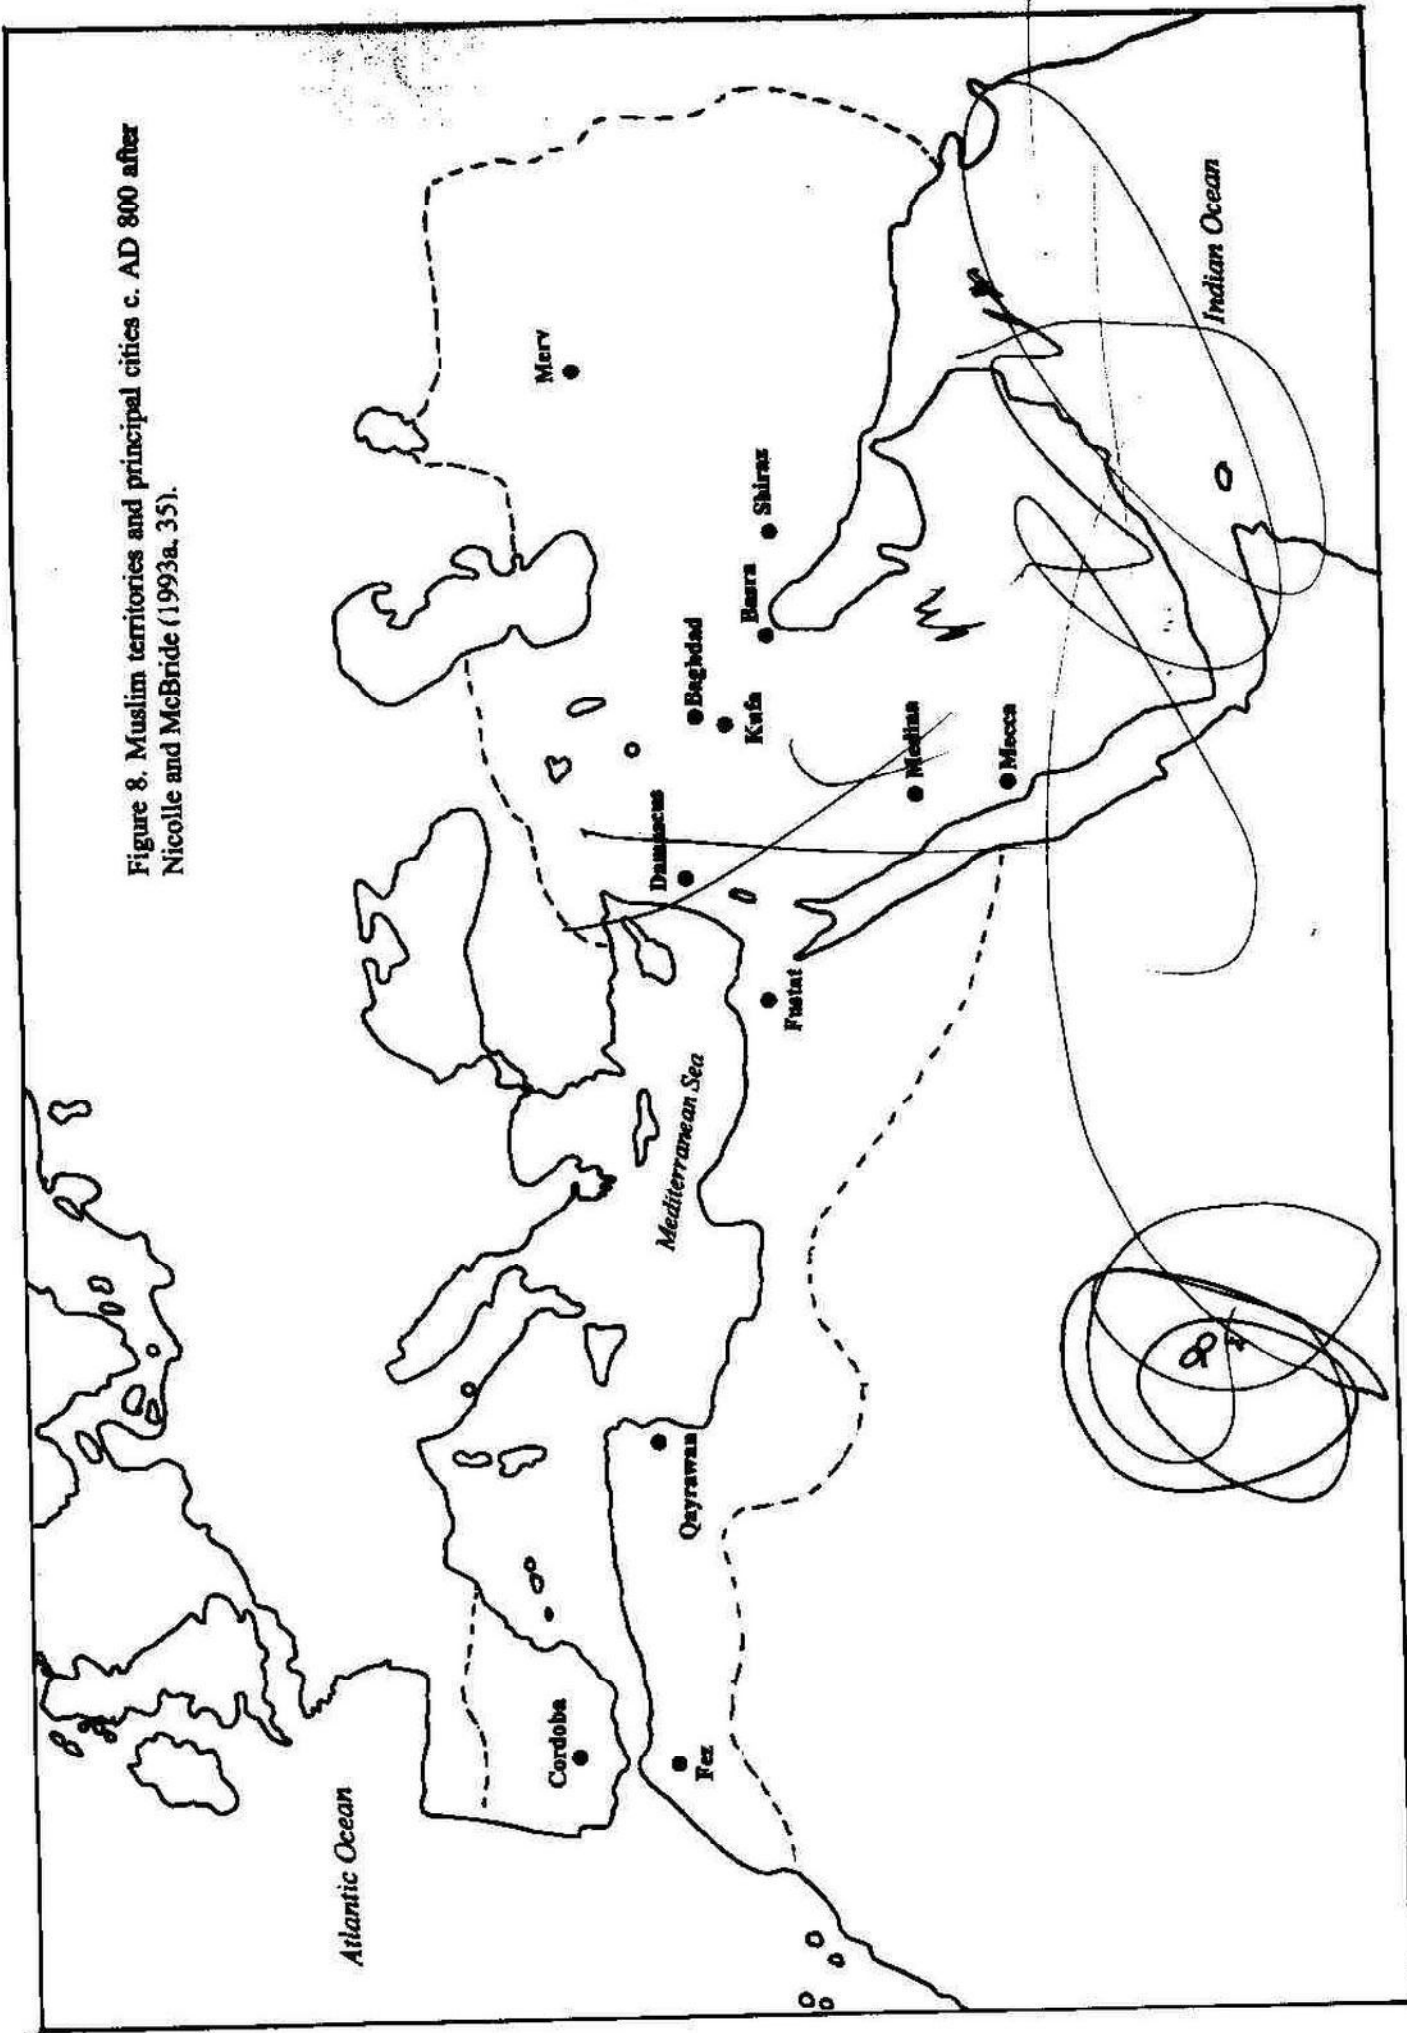 Figure 8. Muslim territories and principal cities c. AD 800 after
Nicolle and McBride (1993a, 35).
Atlantic Ocean
Cordoba
Fez
Qayrawan
Mediterranean Sea
Fustat
Damascus
Baghdad
Kufa
Basra
Shiraz
Merv
Medina
Mecca
Indian Ocean